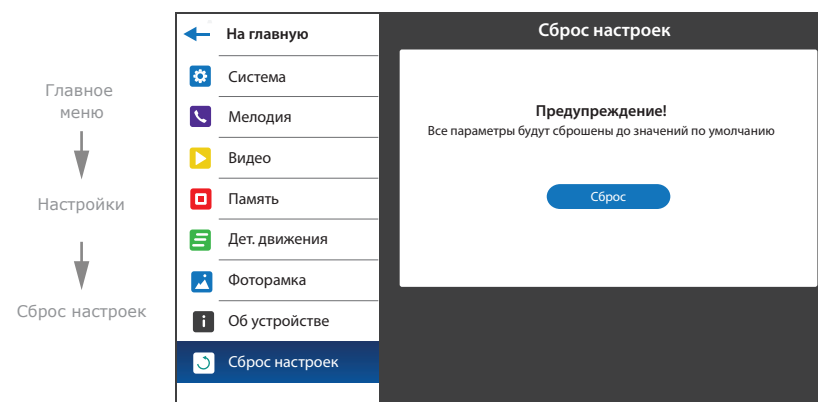 Главное
меню
Настройки
Сброс настроек
На главную
Система
Мелодия
Видео
Память
Дет. движения
Фоторамка
Об устройстве
Сброс настроек
Сброс настроек
Предупреждение!
Все параметры будут сброшены до значений по умолчанию
Сброс